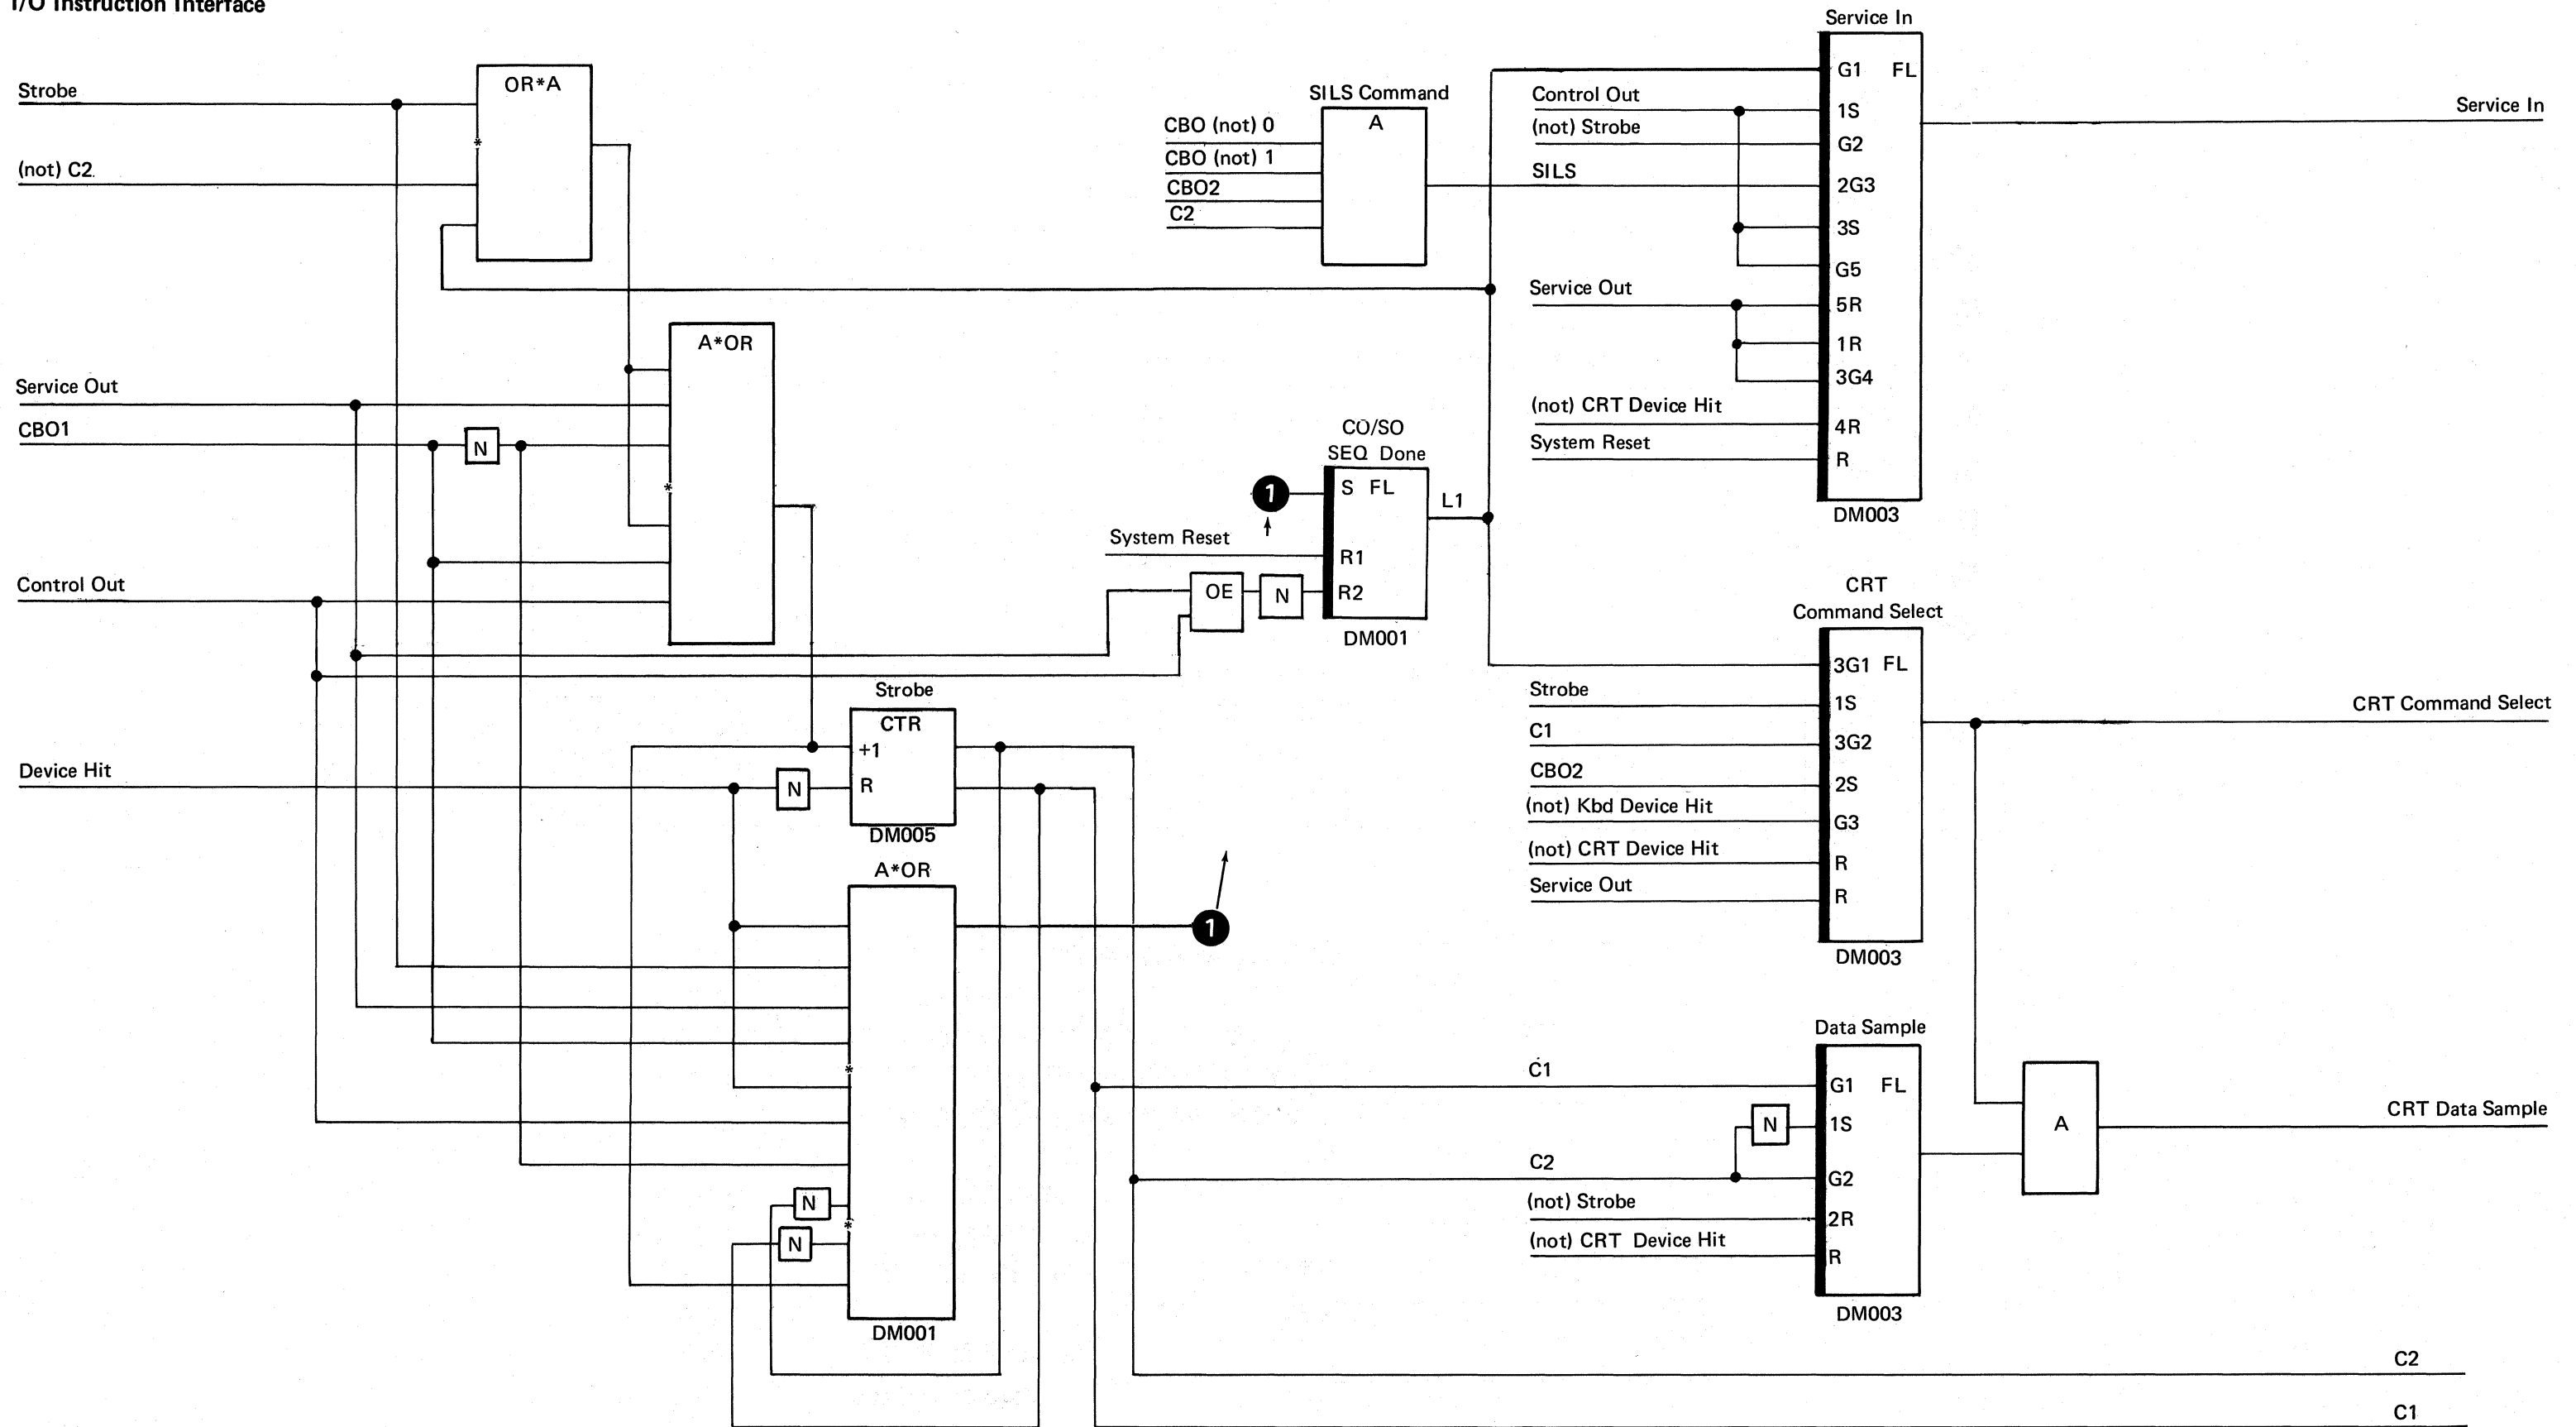 I/O Instruction Interface
Strobe
(not) C2
OR*A
*
Service Out
CBO1
N
A*OR
*
Control Out
Device Hit
N
Strobe
CTR
+1
R
DM005
A*OR
*
N
*
N
DM001
1
SILS Command
A
CBO (not) 0
CBO (not) 1
CBO2
C2
CO/SO
SEQ Done
1
S FL
L1
System Reset
R1
OE
N
R2
DM001
Service In
G1 FL
Control Out
1S
(not) Strobe
G2
SILS
2G3
3S
G5
Service Out
5R
1R
3G4
(not) CRT Device Hit
4R
System Reset
R
DM003
Service In
CRT
Command Select
3G1 FL
Strobe
1S
C1
3G2
CBO2
2S
(not) Kbd Device Hit
G3
(not) CRT Device Hit
R
Service Out
R
DM003
CRT Command Select
Data Sample
C1
G1 FL
N
1S
C2
G2
(not) Strobe
2R
(not) CRT Device Hit
R
DM003
A
CRT Data Sample
C2
C1